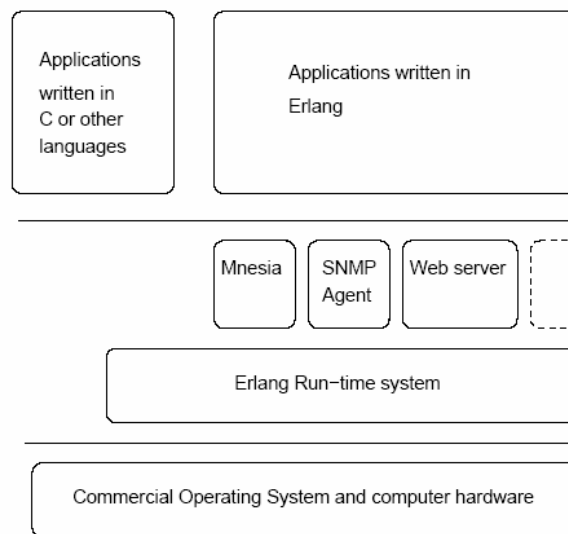 Applications
written in
C or other
languages
Applications written in
Erlang
Mnesia
SNMP
Agent
Web server
Erlang Run-time system
Commercial Operating System and computer hardware